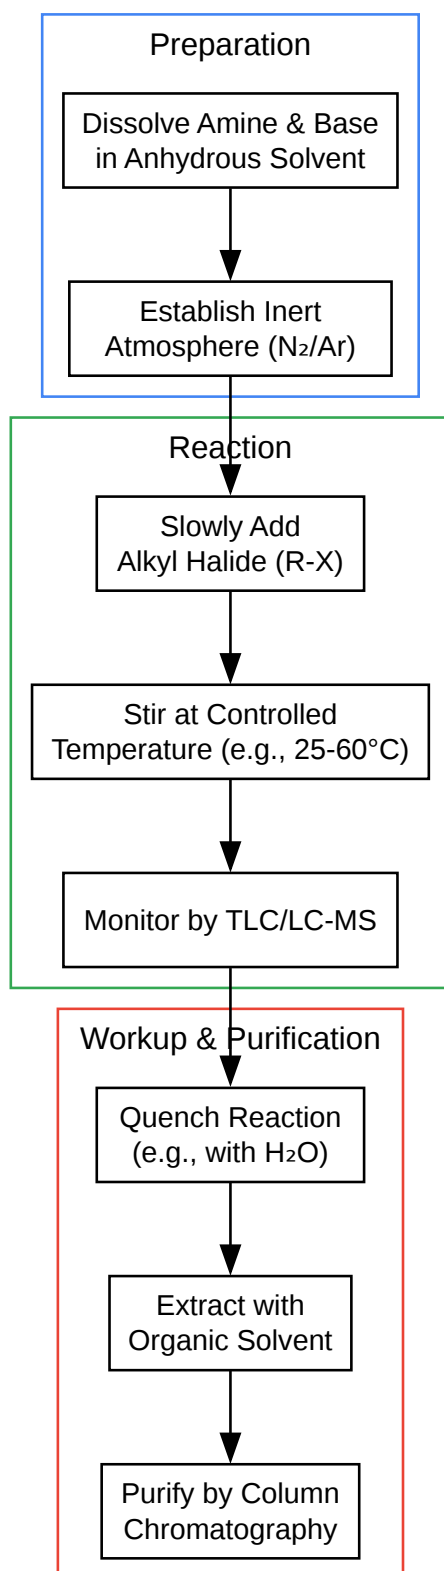 Preparation
Dissolve Amine & Base
in Anhydrous Solvent
Establish Inert
Atmosphere (N₂/Ar)
Reaction
Slowly Add
Alkyl Halide (R-X)
Stir at Controlled
Temperature (e.g., 25-60°C)
Monitor by TLC/LC-MS
Workup & Purification
Quench Reaction
(e.g., with H₂O)
Extract with
Organic Solvent
Purify by Column
Chromatography